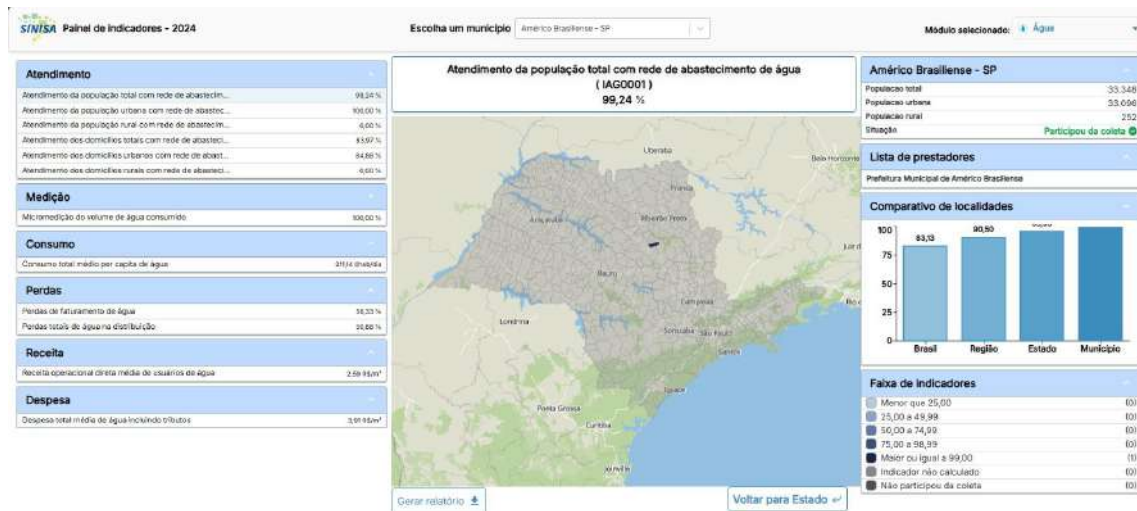 SINISA Painel de indicadores - 2024
Escolha um município Américo Brasiliense - SP
Módulo selecionado: Água
Atendimento
Atendimento da população total com rede de abastecim... 99,24 %
Atendimento da população urbana com rede de abastec... 100,00 %
Atendimento da população rural com rede de abastecim... 0,00 %
Atendimento dos domicílios totais com rede de abasteci...
Atendimento dos domicílios urbanos com rede de abast...
Atendimento dos domicílios rurais com rede de abasteci... 0,00 %
Medição
Micromedição do volume de água consumido 100,00 %
Consumo
Consumo total médio per capita de água
Perdas
Perdas de faturamento de água
Perdas totais de água na distribuição
Receita
Receita operacional direta média de usuários de água
Despesa
Despesa total média de água incluindo tributos
Atendimento da população total com rede de abastecimento de água
( IAG0001 )
99,24 %
Uberaba
Belo Horizonte
Franca
Araçatuba
Ribeirão Preto
Bauru
Campinas
Londrina
Sorocaba
São Paulo
Santos
Iguape
Ponta Grossa
Curitiba
Joinville
Gerar relatório
Voltar para Estado
Américo Brasiliense - SP
Populacao total 33.348
Populacao urbana 33.096
Populacao rural 252
Situação Participou da coleta
Lista de prestadores
Prefeitura Municipal de Américo Brasiliense
Comparativo de localidades
100
75
50
25
0
83,13
90,50
Brasil
Região
Estado
Município
Faixa de indicadores
Menor que 25,00 (0)
25,00 a 49,99 (0)
50,00 a 74,99 (0)
75,00 a 98,99 (0)
Maior ou igual a 99,00 (1)
Indicador não calculado (0)
Não participou da coleta (0)